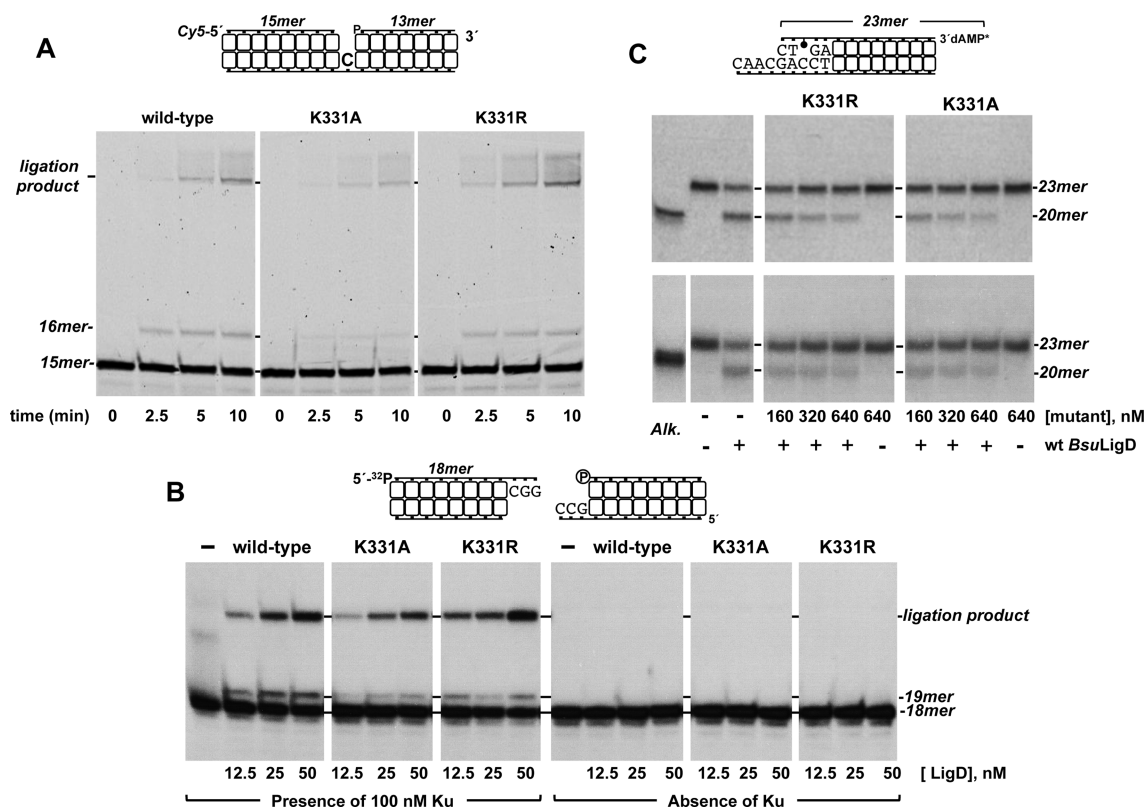 A
Cy5-5´ 15mer P 13mer 3´
C
wild-type K331A K331R
ligation
product
16mer-
15mer-
time (min) 0 2.5 5 10 0 2.5 5 10 0 2.5 5 10
C
23mer
3´dAMP*
CT GA
CAACGACCT
K331R K331A
-23mer
-20mer
-23mer
-20mer
Alk. - - 160 320 640 640 160 320 640 640 [mutant], nM
- + + + + - + + + - wt BsuLigD
B
5´-³²P 18mer P
CGG CCG
5´
– wild-type K331A K331R – wild-type K331A K331R
-ligation product
-19mer
-18mer
12.5 25 50 12.5 25 50 12.5 25 50 12.5 25 50 12.5 25 50 12.5 25 50 [ LigD], nM
Presence of 100 nM Ku Absence of Ku